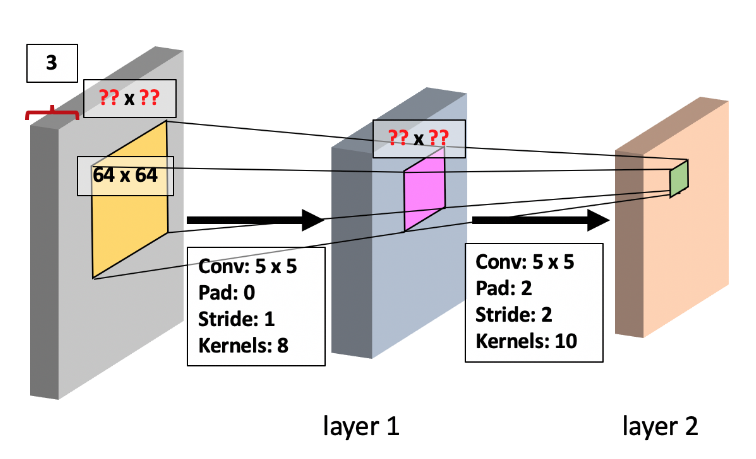 3
?? x ??
?? x ??
64 x 64
Conv: 5 x 5
Pad: 0
Stride: 1
Kernels: 8
Conv: 5 x 5
Pad: 2
Stride: 2
Kernels: 10
layer 1
layer 2